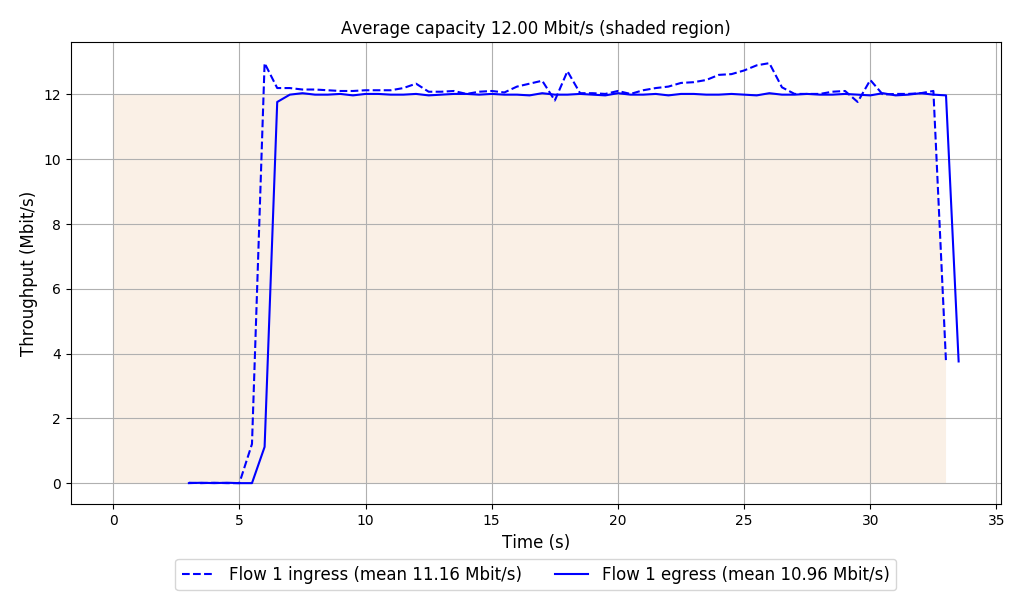 Average capacity 12.00 Mbit/s (shaded region)
Throughput (Mbit/s)
12
10
8
6
4
2
0
0 5 10 15 20 25 30 35
Time (s)
Flow 1 ingress (mean 11.16 Mbit/s) Flow 1 egress (mean 10.96 Mbit/s)